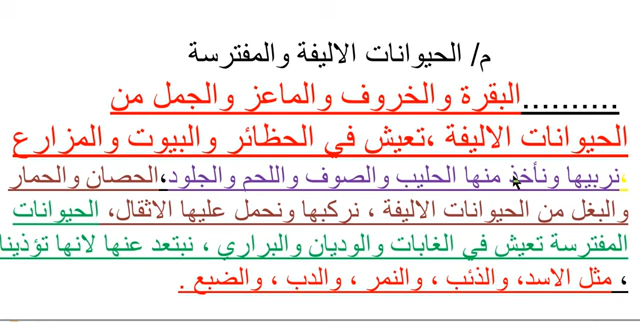 م/ الحيوانات الاليفة والمفترسة
..........البقرة والخروف والماعز والجمل من
الحيوانات الاليفة ،تعيش في الحظائر والبيوت والمزارع
،نربيها ونأخذ منها الحليب والصوف واللحم والجلود،الحصان والحمار
والبغل من الحيوانات الاليفة ، نركبها ونحمل عليها الاثقال، الحيوانات
المفترسة تعيش في الغابات والوديان والبراري ، نبتعد عنها لانها تؤذينا
، مثل الاسد، والذئب ، والنمر ، والدب ، والضبع .